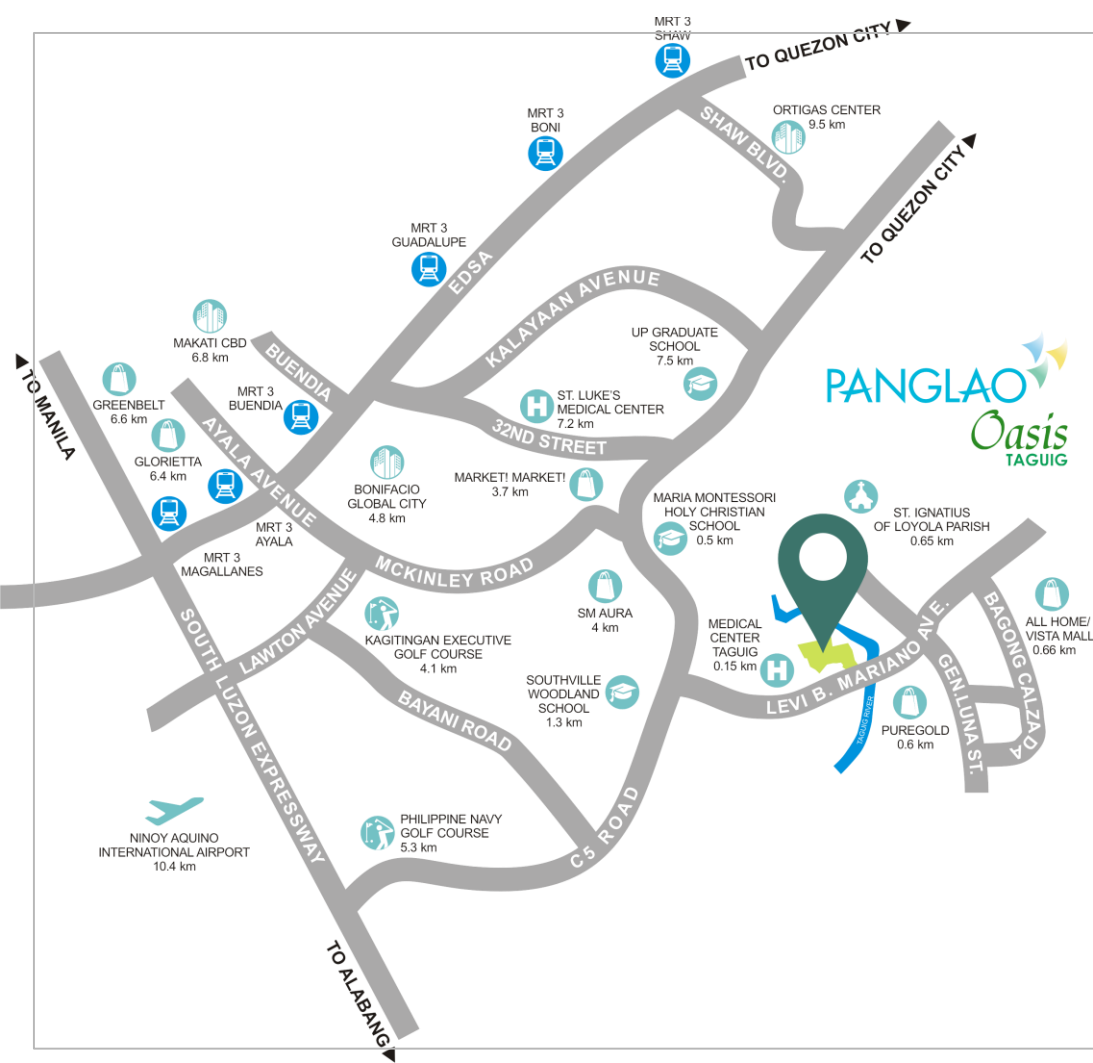 MRT 3
SHAW
TO QUEZON CITY
MRT 3
BONI
ORTIGAS CENTER
9.5 km
SHAW BLVD.
TO QUEZON CITY
MRT 3
GUADALUPE
EDSA
KALAYAAN AVENUE
MAKATI CBD
6.8 km
BUENDIA
UP GRADUATE
SCHOOL
7.5 km
TO MANILA
GREENBELT
6.6 km
MRT 3
BUENDIA
ST. LUKE'S
MEDICAL CENTER
7.2 km
32ND STREET
PANGLAO
Oasis
TAGUIG
GLORIETTA
6.4 km
AYALA AVENUE
BONIFACIO
GLOBAL CITY
4.8 km
MARKET! MARKET!
3.7 km
MARIA MONTESSORI
HOLY CHRISTIAN
SCHOOL
0.5 km
ST. IGNATIUS
OF LOYOLA PARISH
0.65 km
MRT 3
AYALA
MRT 3
MAGALLANES
MCKINLEY ROAD
SM AURA
4 km
LAWTON AVENUE
KAGITINGAN EXECUTIVE
GOLF COURSE
4.1 km
MEDICAL
CENTER
TAGUIG
0.15 km
ALL HOME/
VISTA MALL
0.66 km
LEVI B. MARIANO AVE.
BAGONG CALZADA
GEN.LUNA ST.
SOUTH LUZON EXPRESSWAY
BAYANI ROAD
SOUTHVILLE
WOODLAND
SCHOOL
1.3 km
TAGUIG RIVER
PUREGOLD
0.6 km
PHILIPPINE NAVY
GOLF COURSE
5.3 km
C5 ROAD
NINOY AQUINO
INTERNATIONAL AIRPORT
10.4 km
TO ALABANG